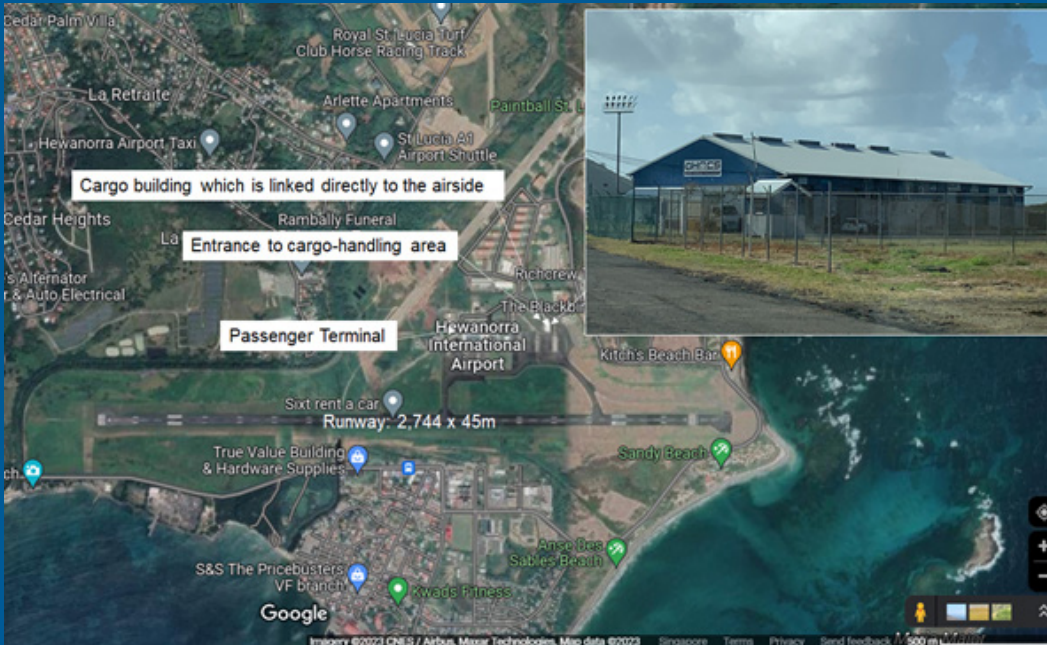 Cedar Palm Villa
Royal St. Lucia Turf
Club Horse Racing Track
La Retraite
Arlette Apartments
Paintball St. L
Hewanorra Airport Taxi
St Lucia A1
Airport Shuttle
GHACS
Cargo building which is linked directly to the airside
Cedar Heights
Rambally Funeral
La
Entrance to cargo-handling area
's Alternator
r & Auto Electrical
Richcrew
The Blackbi
Passenger Terminal
Hewanorra
International
Airport
Kitch's Beach Bar
Sixt rent a car
Runway: 2.744 x 45m
True Value Building
& Hardware Supplies
Sandy Beach
ch
Anse Des
Sables Beach
S&S The Pricebusters
VF branch
Kwads Fitness
Google
Imagery ©2023 CNES / Airbus, Maxar Technologies, Map data ©2023 Singapore Terms Privacy Send feedback 500 m